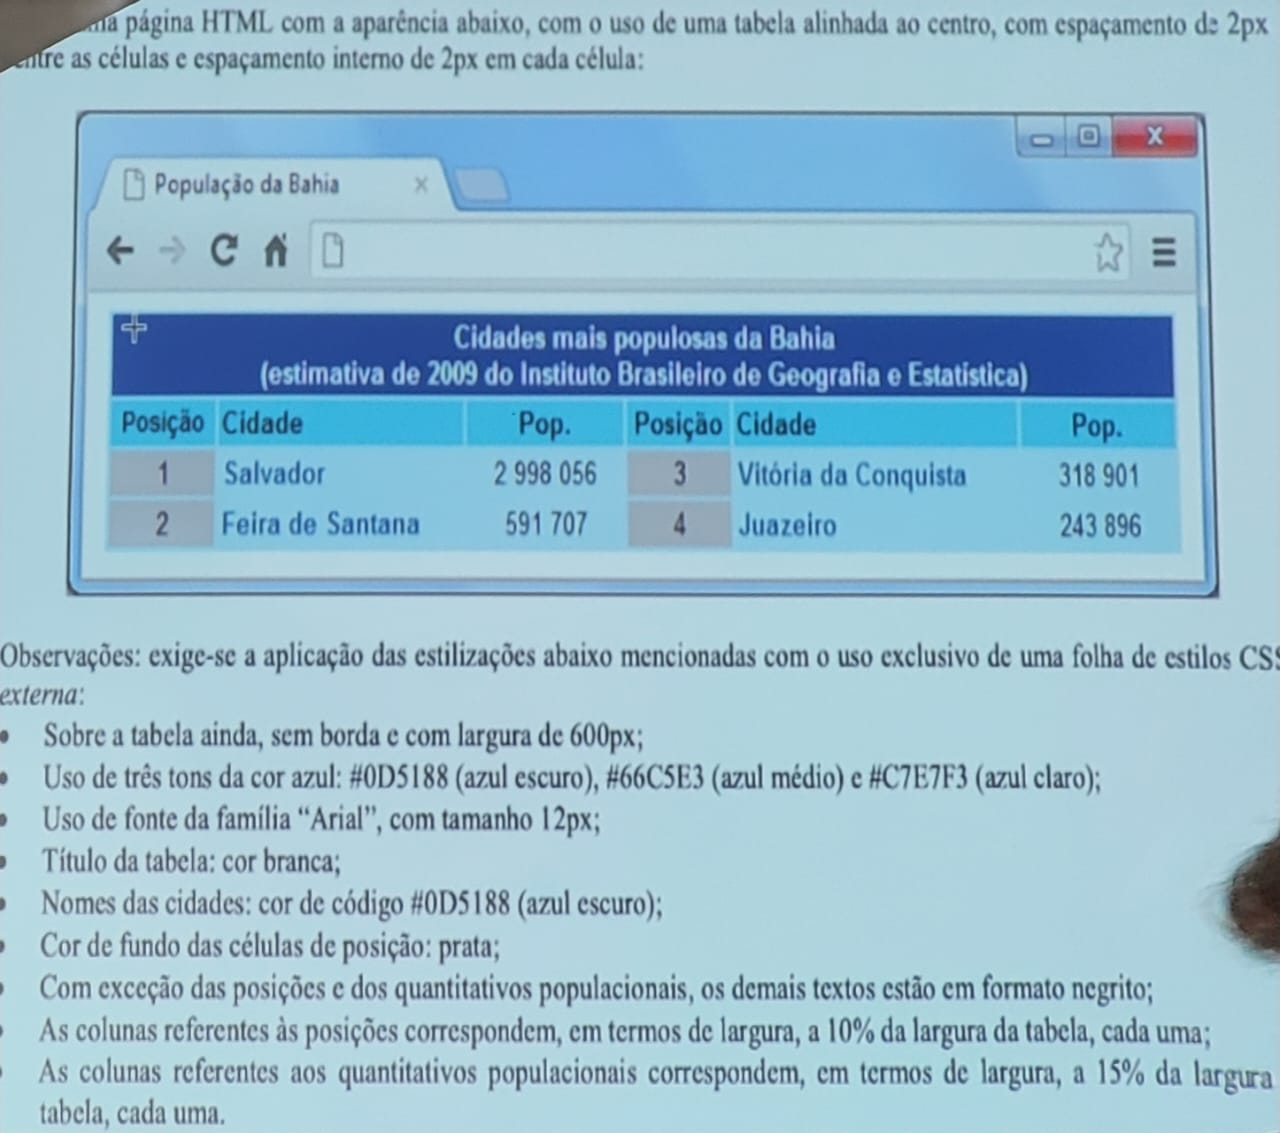 página HTML com a aparência abaixo, com o uso de uma tabela alinhada ao centro, com espaçamento de 2px
entre as células e espaçamento interno de 2px em cada célula:
População da Bahia
Cidades mais populosas da Bahia
(estimativa de 2009 do Instituto Brasileiro de Geografia e Estatística)
Posição Cidade Pop. Posição Cidade Pop.
1 Salvador 2 998 056 3 Vitória da Conquista 318 901
2 Feira de Santana 591 707 4 Juazeiro 243 896
Observações: exige-se a aplicação das estilizações abaixo mencionadas com o uso exclusivo de uma folha de estilos CSS
externa:
• Sobre a tabela ainda, sem borda e com largura de 600px;
• Uso de três tons da cor azul: #0D5188 (azul escuro), #66C5E3 (azul médio) e #C7E7F3 (azul claro);
• Uso de fonte da família “Arial”, com tamanho 12px;
• Título da tabela: cor branca;
• Nomes das cidades: cor de código #0D5188 (azul escuro);
• Cor de fundo das células de posição: prata;
• Com exceção das posições e dos quantitativos populacionais, os demais textos estão em formato negrito;
• As colunas referentes às posições correspondem, em termos de largura, a 10% da largura da tabela, cada uma;
• As colunas referentes aos quantitativos populacionais correspondem, em termos de largura, a 15% da largura
tabela, cada uma.